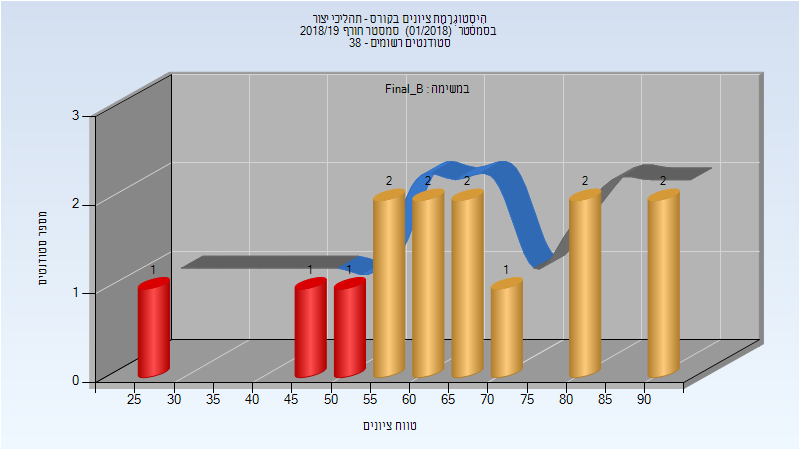 היסטוגרמת ציונים בקורס - תהליכי יצור
בסמסטר (01/2018) סמסטר חורף 2018/19
סטודנטים רשומים - 38
במשימה : Final_B
מספר סטודנטים
3
2
1
0
1 1 1 2 2 2 1 2 2
25 30 35 40 45 50 55 60 65 70 75 80 85 90
טווח ציונים